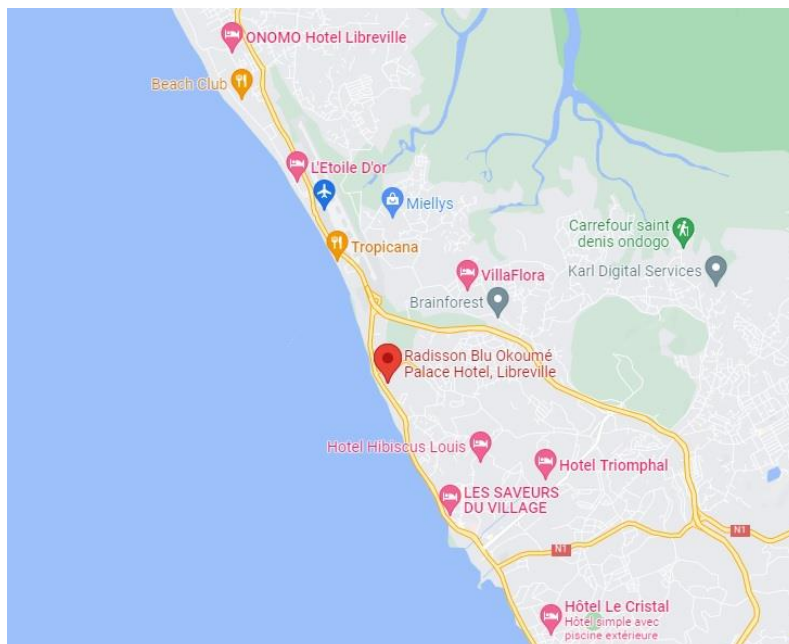 ONOMO Hotel Libreville
Beach Club
L'Etoile D'or
Miellys
Carrefour saint
denis ondogo
Tropicana
VillaFlora
Karl Digital Services
Brainforest
Radisson Blu Okoumé
Palace Hotel, Libreville
Hotel Hibiscus Louis
Hotel Triomphal
LES SAVEURS
DU VILLAGE
N1
N1
Hôtel Le Cristal
Hôtel simple avec
piscine extérieure